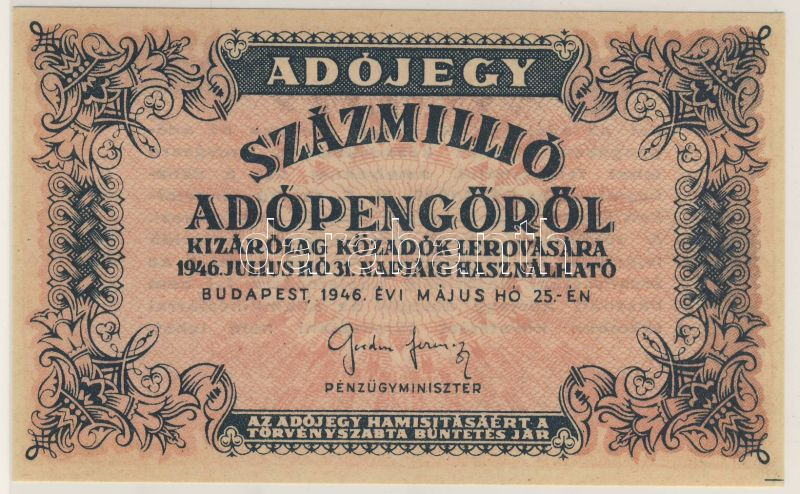 ADÓJEGY
SZÁZMILLIÓ
ADÓPENGŐRŐL
KIZÁRÓLAG KÖZADÓK LEROVÁSÁRA
1946. JULIUS HÓ 31. NAPJÁIG HASZNÁLHATÓ
BUDAPEST, 1946. ÉVI MÁJUS HÓ 25.-ÉN
PÉNZÜGYMINISZTER
AZ ADÓJEGY HAMISITÁSÁÉRT A
TÖRVÉNYSZABTA BÜNTETÉS JÁR
darabanth